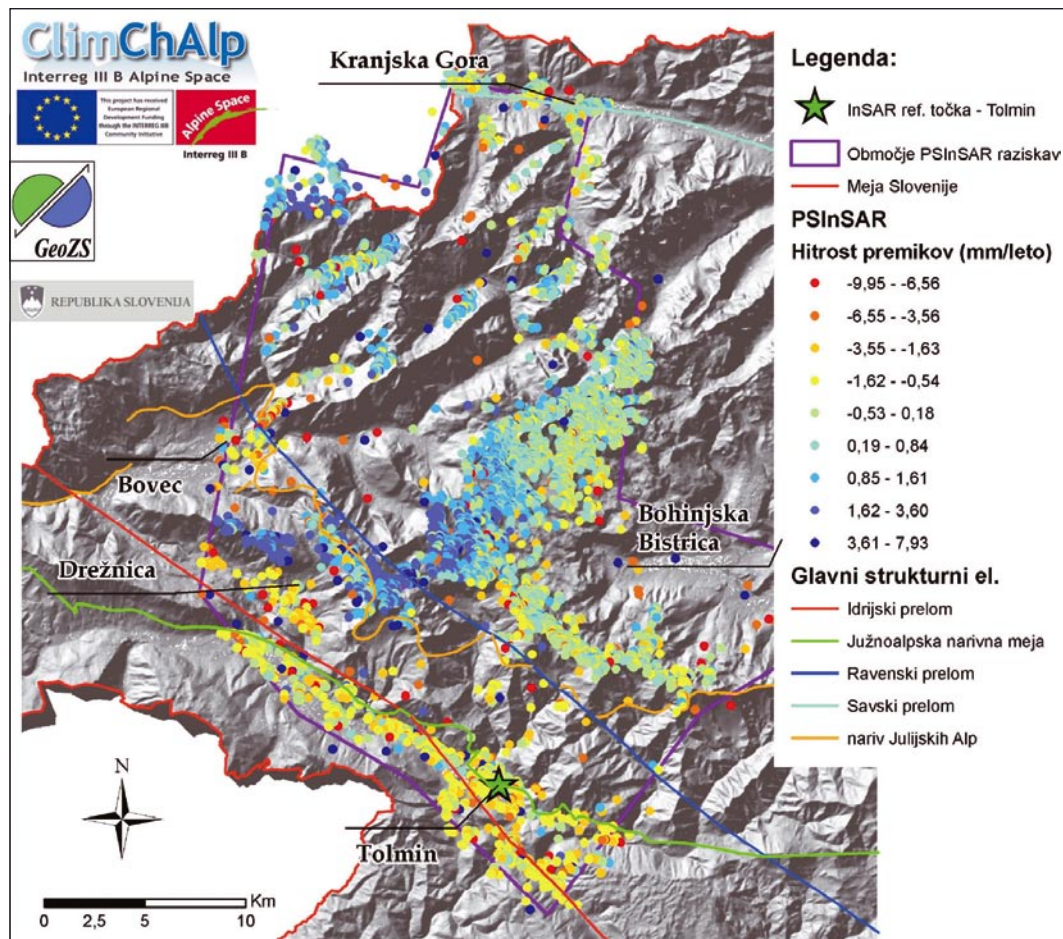 ClimChAlp
Interreg III B Alpine Space
This project has received
European Regional
Development Funding
through the INTERREG IIIB
Community Initiative
Alpine Space
Interreg III B
GeoZS
REPUBLIKA SLOVENIJA
Kranjska Gora
Bovec
Drežnica
Bohinjska
Bistrica
Tolmin
N
Km
0 2,5 5 10
Legenda:
InSAR ref. točka - Tolmin
Območje PSInSAR raziskav
Meja Slovenije
PSInSAR
Hitrost premikov (mm/leto)
-9,95 - -6,56
-6,55 - -3,56
-3,55 - -1,63
-1,62 - -0,54
-0,53 - 0,18
0,19 - 0,84
0,85 - 1,61
1,62 - 3,60
3,61 - 7,93
Glavni strukturni el.
Idrijski prelom
Južnoalpska narivna meja
Ravenski prelom
Savski prelom
nariv Julijskih Alp